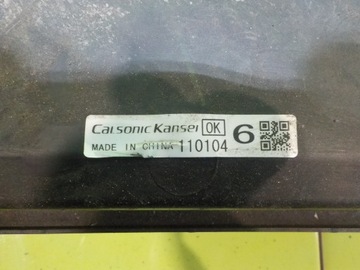 Calsonic Kansei OK 6
MADE IN CHINA 110104